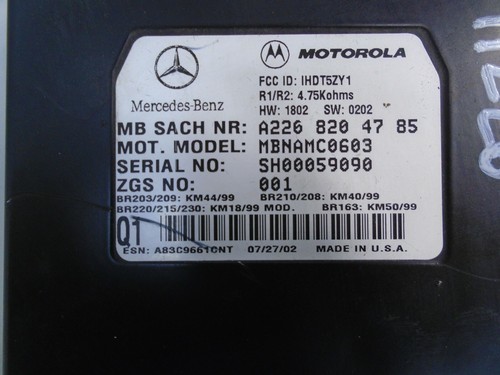 MOTOROLA
Mercedes-Benz
FCC ID: IHDT5ZY1
R1/R2: 4.75Kohms
HW: 1802 SW: 0202
MB SACH NR: A226 820 47 85
MOT. MODEL: MBNAMC0603
SERIAL NO: SH00059090
ZGS NO: 001
BR203/209: KM44/99 BR210/208: KM40/99
BR220/215/230: KM18/99 MOD. BR163: KM50/99
Q1
ESN: A83C9661CNT 07/27/02 MADE IN U.S.A.